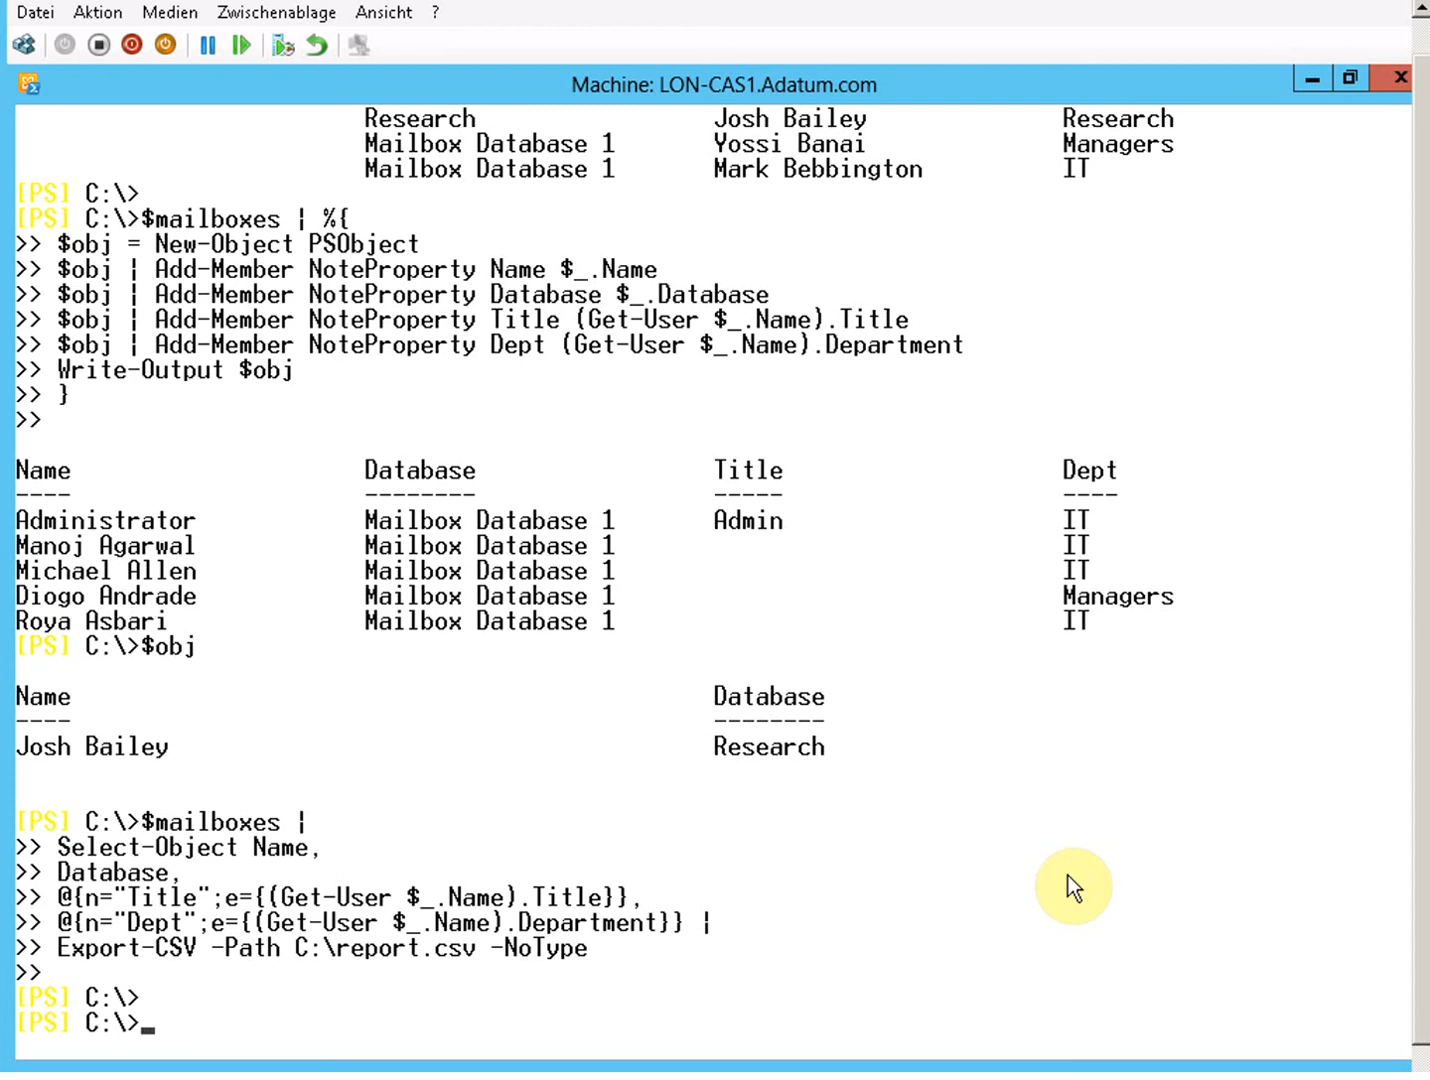 Datei Aktion Medien Zwischenablage Ansicht ?
Machine: LON-CAS1.Adatum.com
Research Josh Bailey Research
Mailbox Database 1 Yossi Banai Managers
Mailbox Database 1 Mark Bebbington IT
[PS] C:\>
[PS] C:\>$mailboxes | %{
>> $obj = New-Object PSObject
>> $obj | Add-Member NoteProperty Name $_.Name
>> $obj | Add-Member NoteProperty Database $_.Database
>> $obj | Add-Member NoteProperty Title (Get-User $_.Name).Title
>> $obj | Add-Member NoteProperty Dept (Get-User $_.Name).Department
>> Write-Output $obj
>> }
>>
Name Database Title Dept
---- -------- ----- ----
Administrator Mailbox Database 1 Admin IT
Manoj Agarwal Mailbox Database 1 IT
Michael Allen Mailbox Database 1 IT
Diogo Andrade Mailbox Database 1 Managers
Roya Asbari Mailbox Database 1 IT
[PS] C:\>$obj
Name Database
---- --------
Josh Bailey Research
[PS] C:\>$mailboxes |
>> Select-Object Name,
>> Database,
>> @{n="Title";e={(Get-User $_.Name).Title}},
>> @{n="Dept";e={(Get-User $_.Name).Department}} |
>> Export-CSV -Path C:\report.csv -NoType
>>
[PS] C:\>
[PS] C:\>_